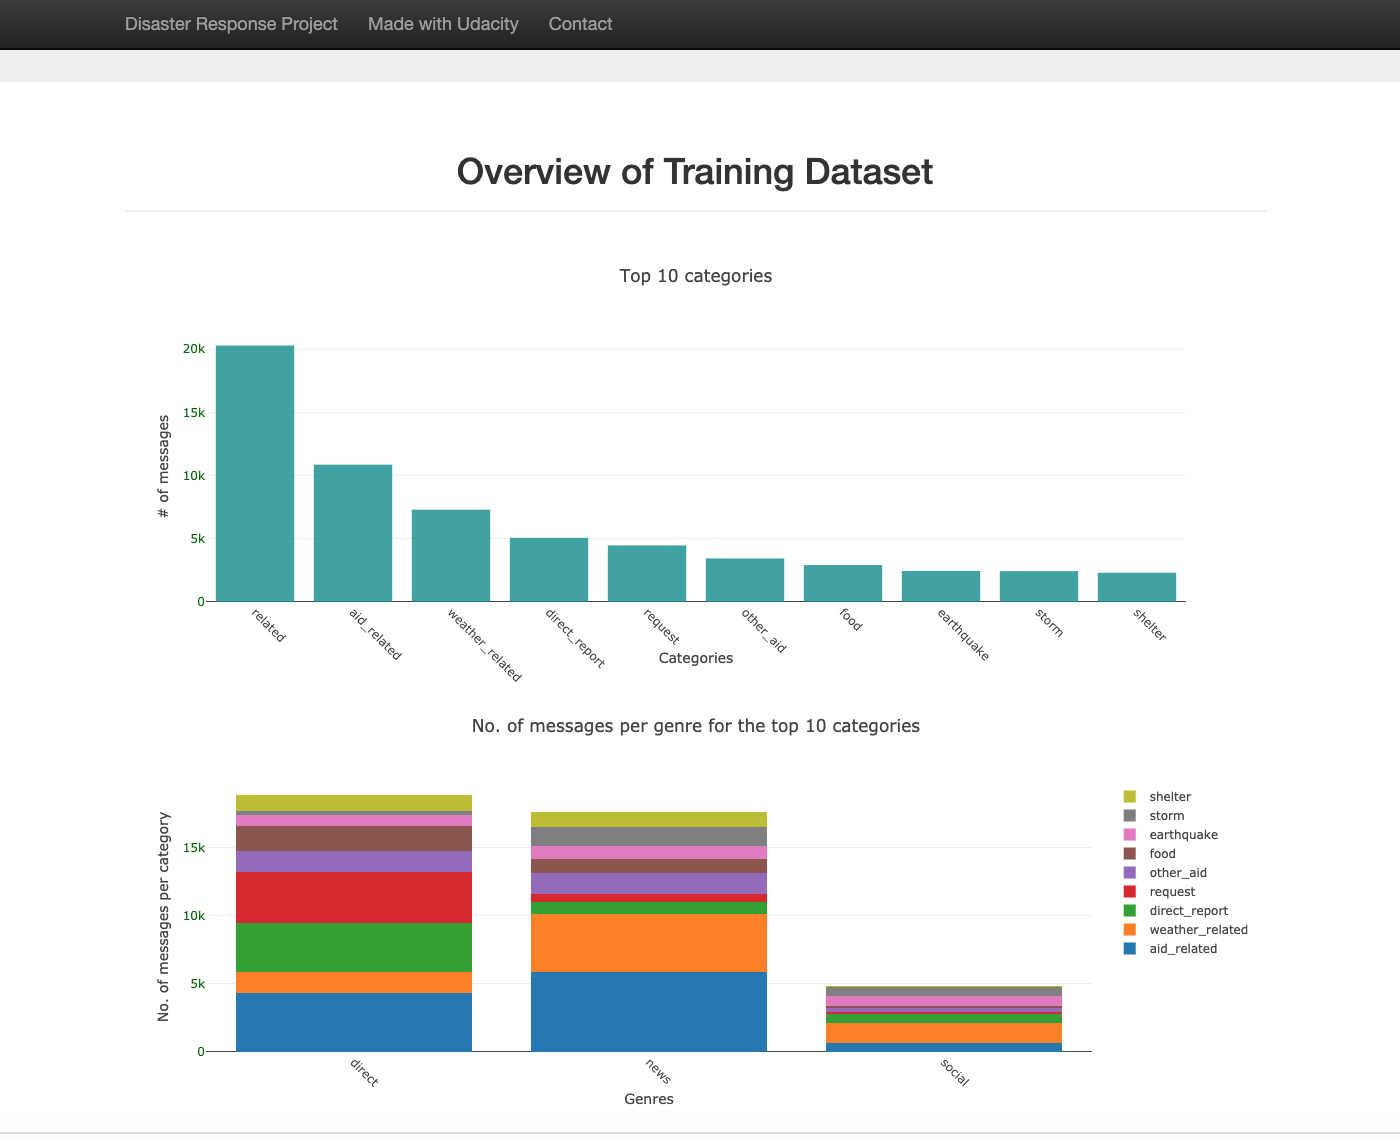 Disaster Response Project Made with Udacity Contact
Overview of Training Dataset
Top 10 categories
20k
15k
10k
5k
0
# of messages
related aid_related weather_related direct_report request other_aid food earthquake storm shelter
Categories
No. of messages per genre for the top 10 categories
15k
10k
5k
0
No. of messages per category
direct news social
Genres
shelter
storm
earthquake
food
other_aid
request
direct_report
weather_related
aid_related